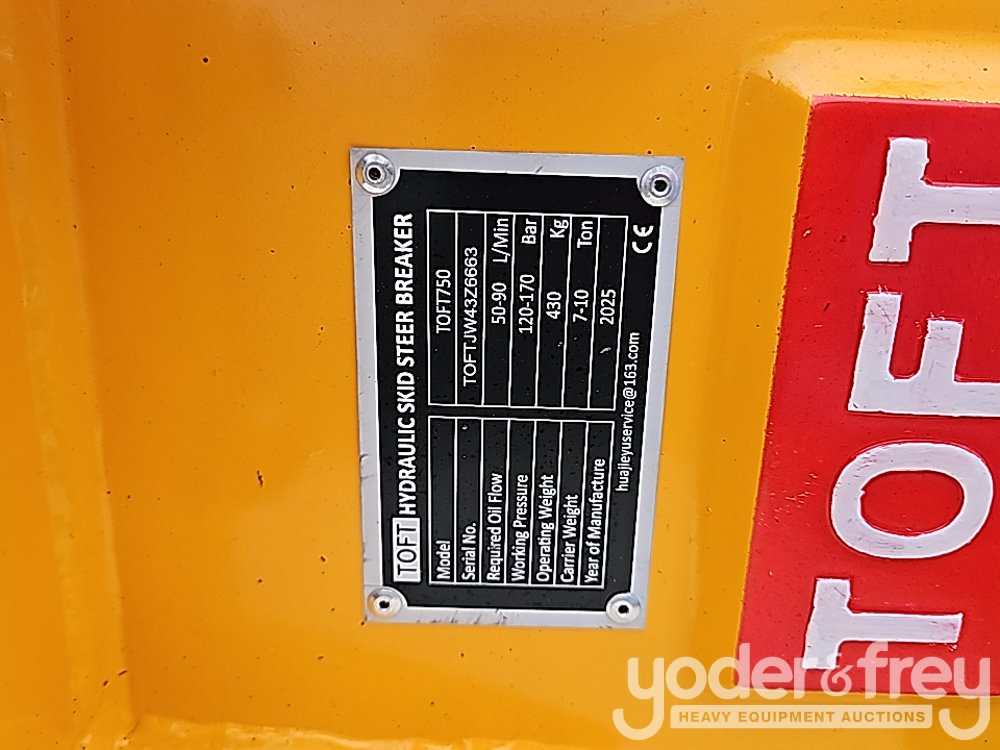 TOFT HYDRAULIC SKID STEER BREAKER
Model TOFT750
Serial No. TOFTJW43Z6663
Required Oil Flow 50-90 L/Min
Working Pressure 120-170 Bar
Operating Weight 430 Kg
Carrier Weight 7-10 Ton
Year of Manufacture 2025
huajieyuservice@163.com CE
TOFT
yoder&frey
HEAVY EQUIPMENT AUCTIONS